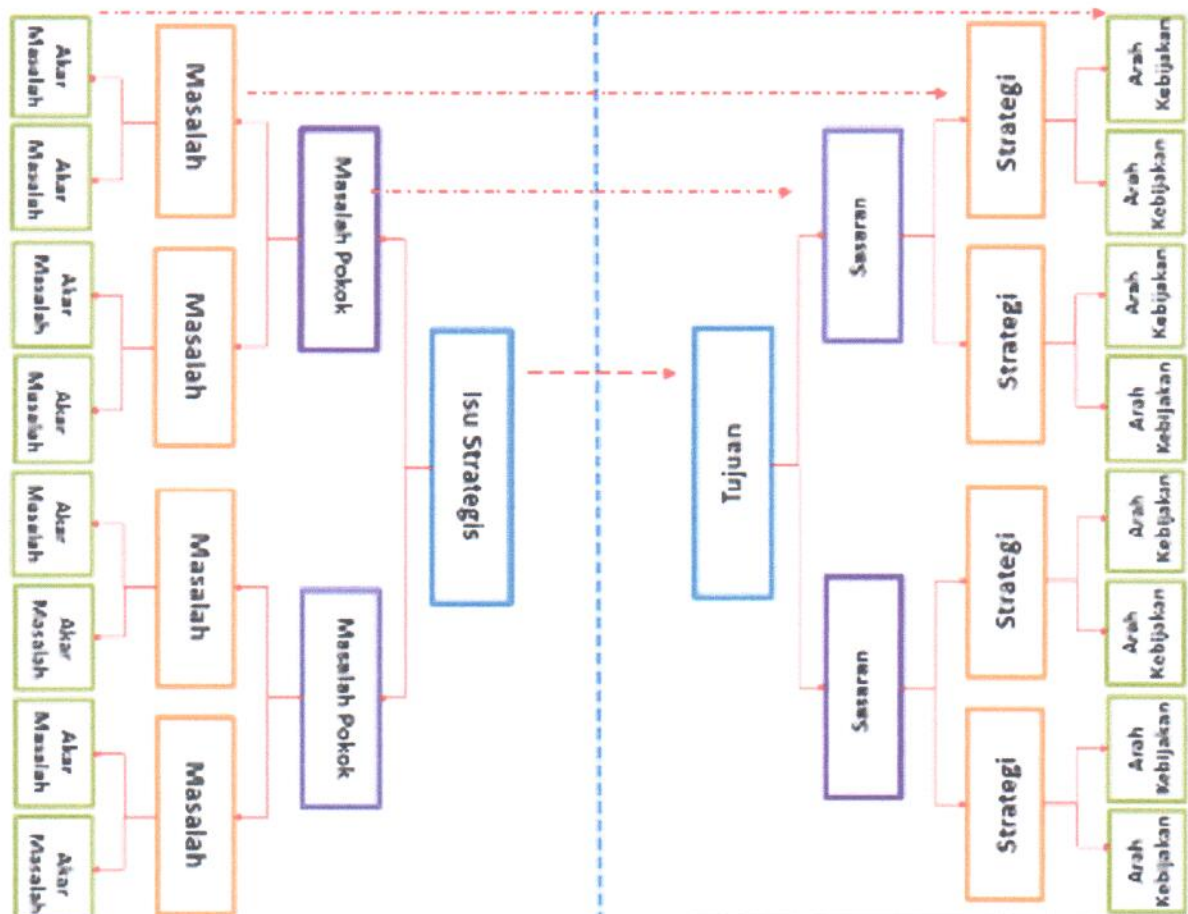 Isu Strategis
Masalah Pokok
Masalah Pokok
Masalah
Masalah
Masalah
Masalah
Akar
Masalah
Akar
Masalah
Akar
Masalah
Akar
Masalah
Akar
Masalah
Akar
Masalah
Akar
Masalah
Akar
Masalah
Tujuan
Sasaran
Sasaran
Strategi
Strategi
Strategi
Strategi
Arah
Kebijakan
Arah
Kebijakan
Arah
Kebijakan
Arah
Kebijakan
Arah
Kebijakan
Arah
Kebijakan
Arah
Kebijakan
Arah
Kebijakan